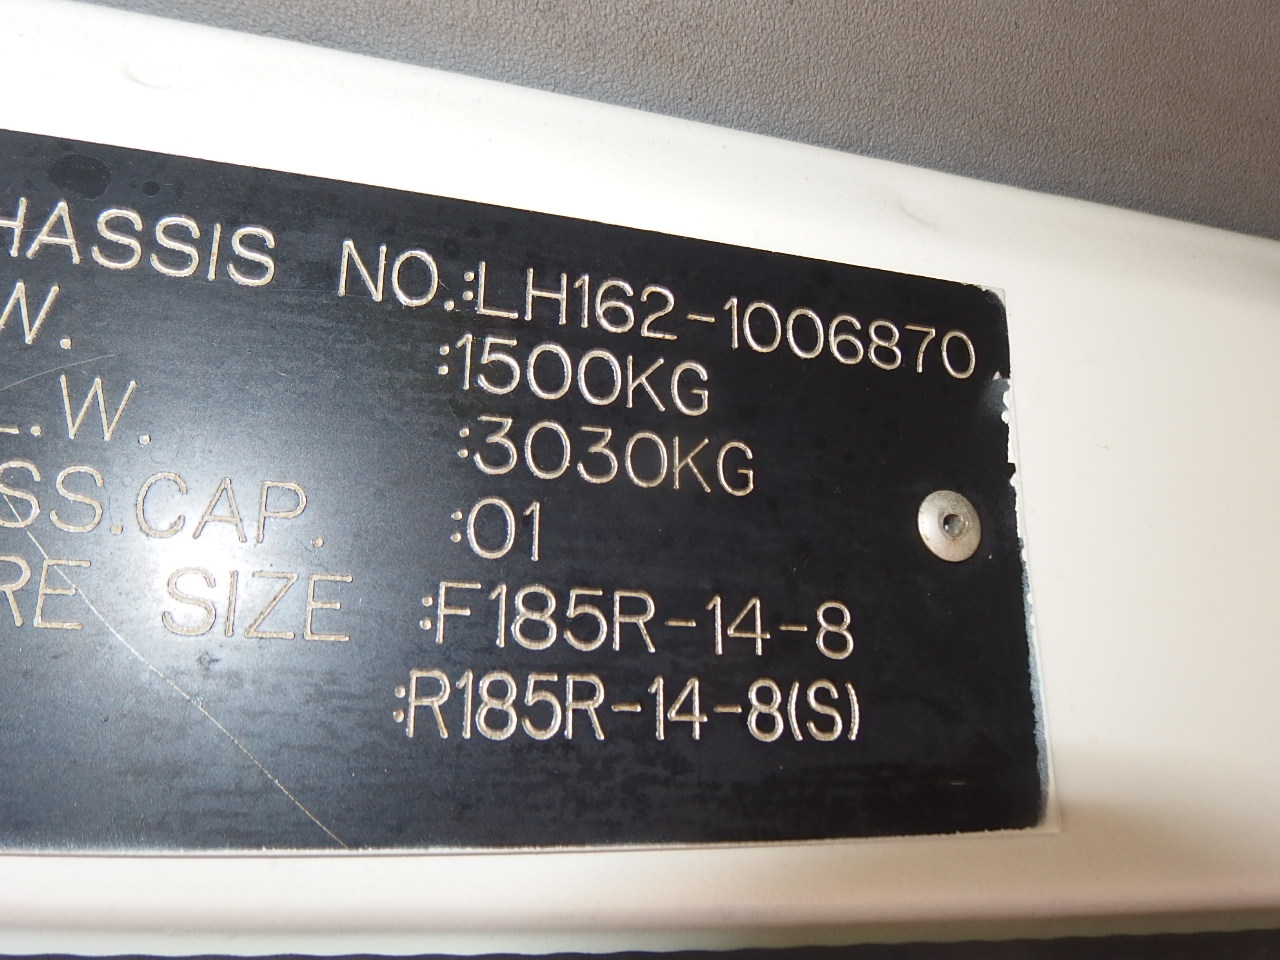 HASSIS NO.:LH162-1006870
W. :1500KG
L.W. :3030KG
SS.CAP. :01
RE SIZE :F185R-14-8
:R185R-14-8(S)